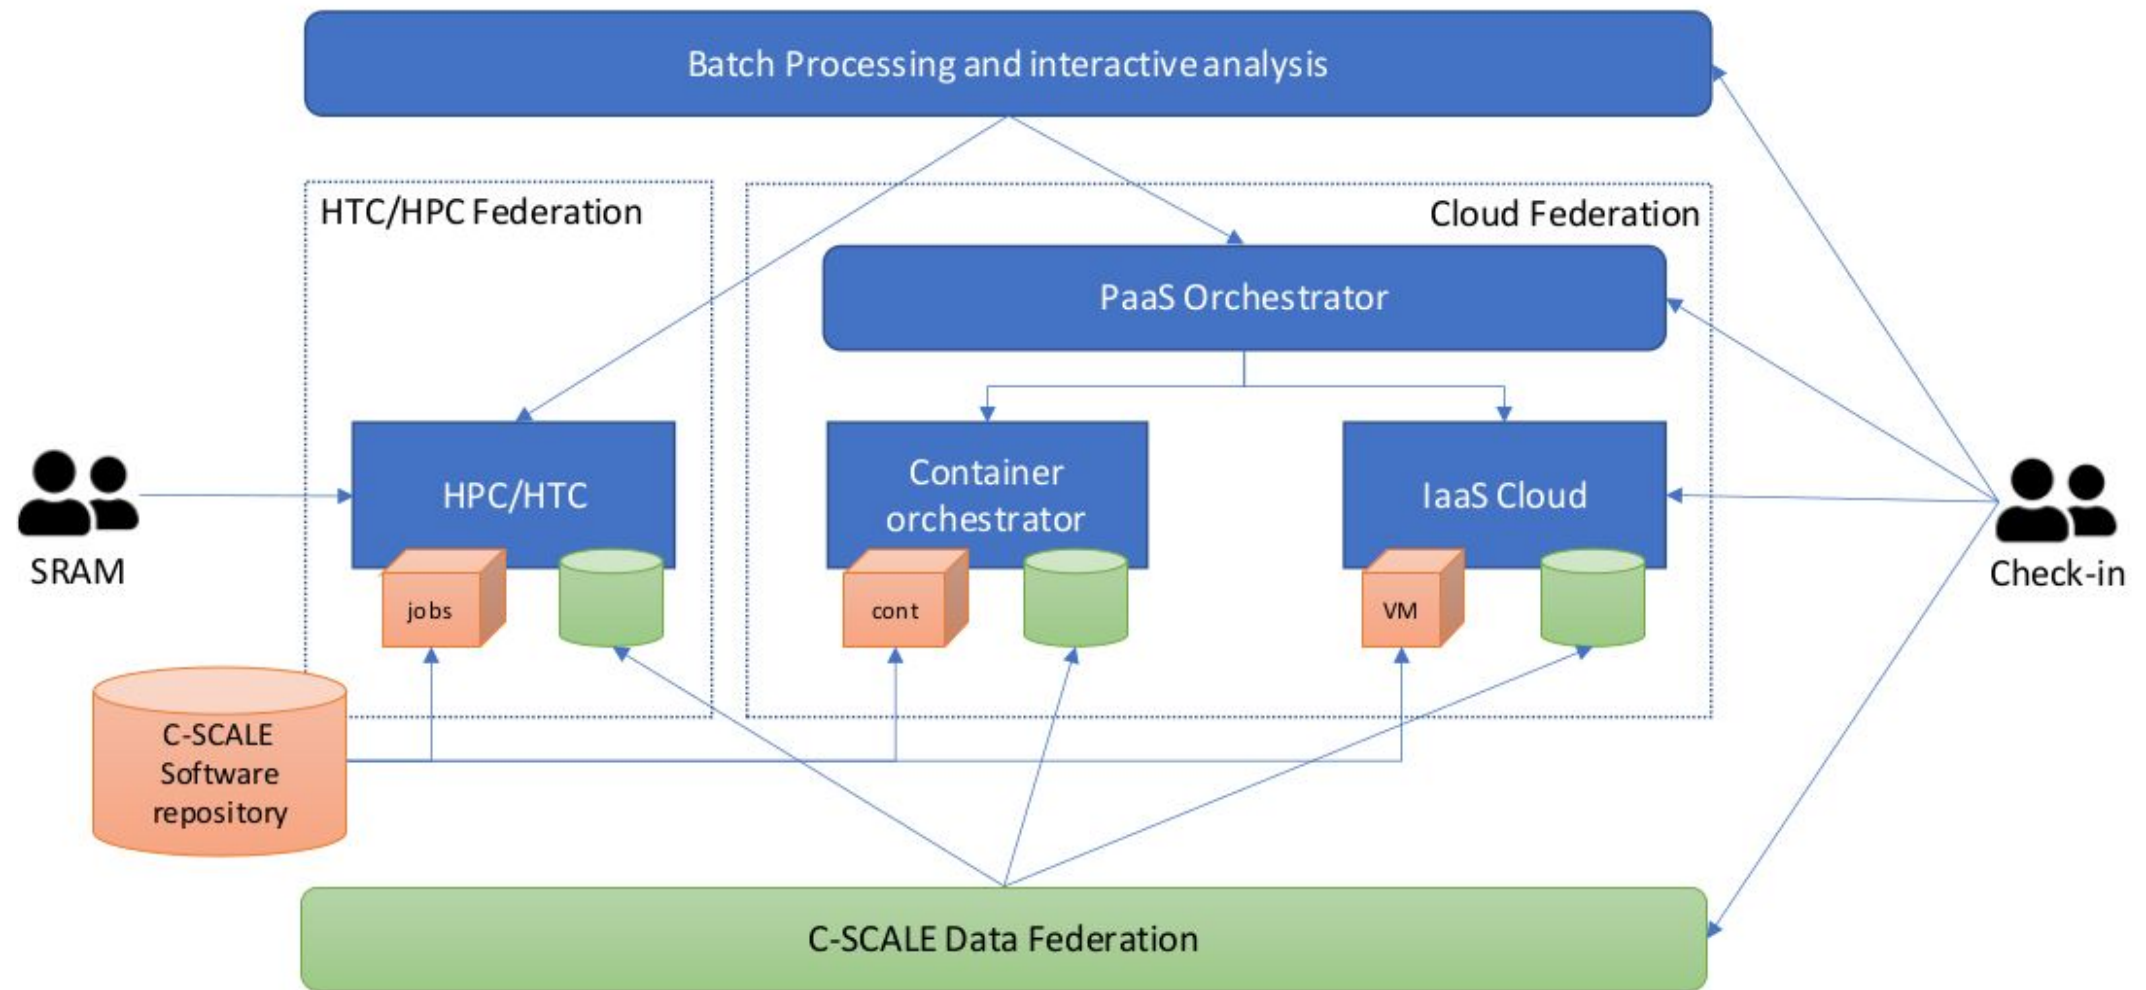 Batch Processing and interactive analysis
HTC/HPC Federation
Cloud Federation
PaaS Orchestrator
HPC/HTC
Container
orchestrator
IaaS Cloud
SRAM
Check-in
jobs
cont
VM
C-SCALE
Software
repository
C-SCALE Data Federation